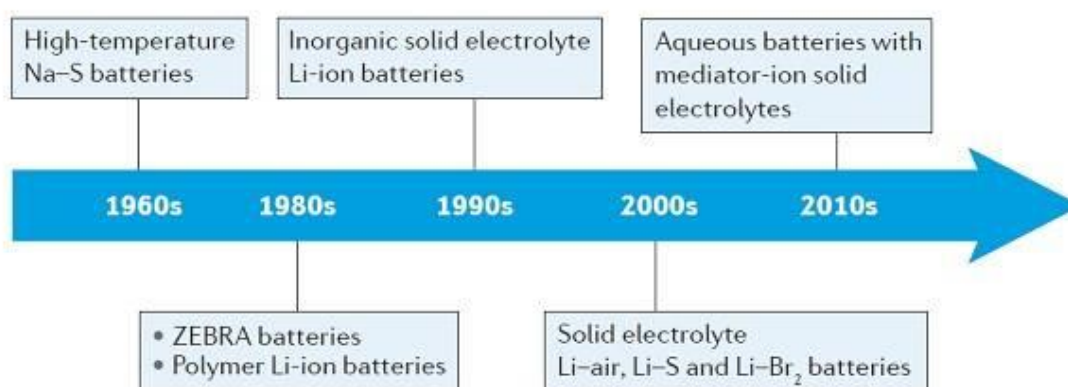 High-temperature
Na–S batteries
Inorganic solid electrolyte
Li-ion batteries
Aqueous batteries with
mediator-ion solid
electrolytes
1960s
1980s
1990s
2000s
2010s
• ZEBRA batteries
• Polymer Li-ion batteries
Solid electrolyte
Li–air, Li–S and Li–Br₂ batteries